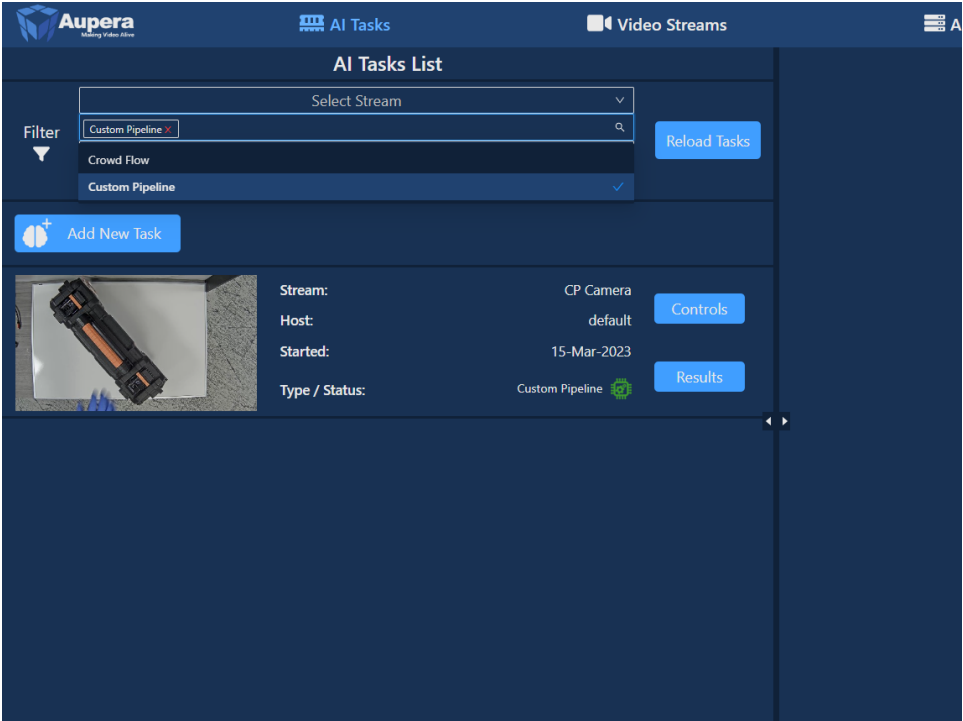 Aupera
Making Video Alive
AI Tasks
Video Streams
A
AI Tasks List
Select Stream
Filter
Custom Pipeline X
Reload Tasks
Crowd Flow
Custom Pipeline
Add New Task
Stream: CP Camera
Host: default
Started: 15-Mar-2023
Type / Status: Custom Pipeline
Controls
Results